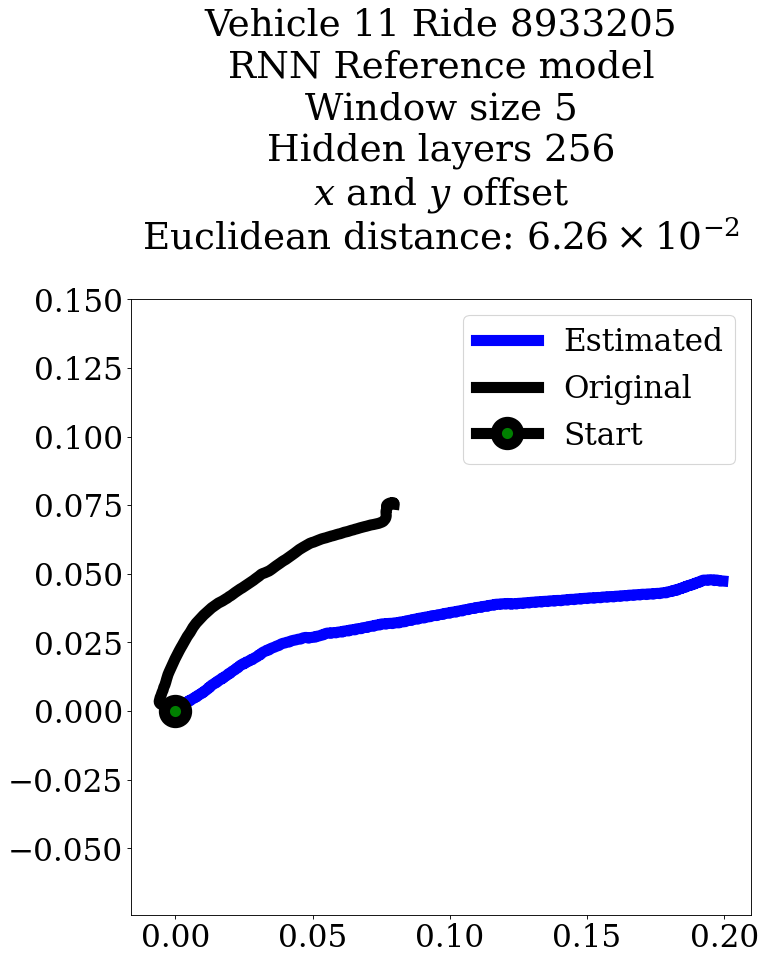 Vehicle 11 Ride 8933205
RNN Reference model
Window size 5
Hidden layers 256
x and y offset
Euclidean distance: 6.26 × 10⁻²
Estimated
Original
Start
0.150
0.125
0.100
0.075
0.050
0.025
0.000
−0.025
−0.050
0.00 0.05 0.10 0.15 0.20